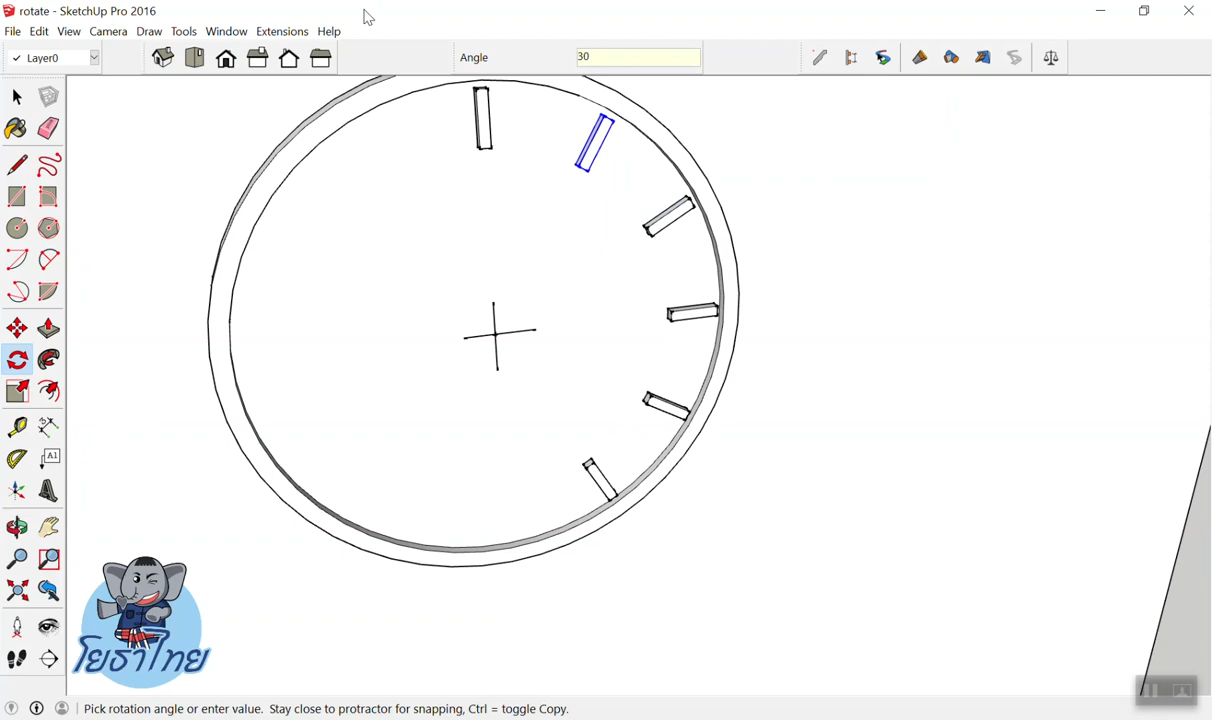 rotate - SketchUp Pro 2016
File Edit View Camera Draw Tools Window Extensions Help
Layer0
Angle
30
A1
โยธาไทย
Pick rotation angle or enter value. Stay close to protractor for snapping, Ctrl = toggle Copy.